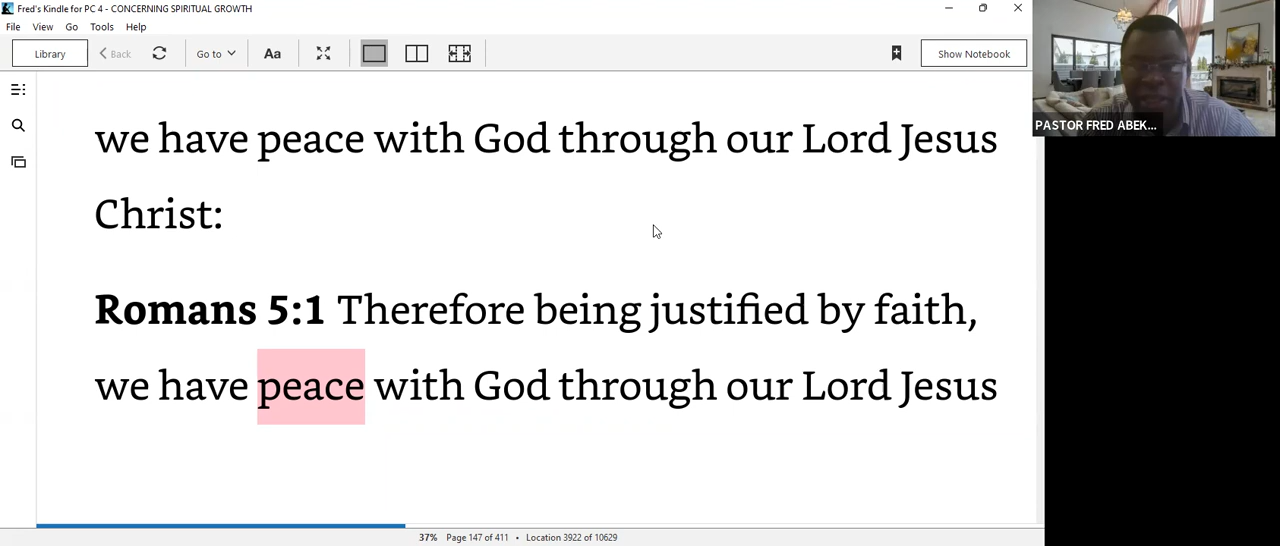 Fred's Kindle for PC 4 - CONCERNING SPIRITUAL GROWTH
File View Go Tools Help
Library Back Go to Aa Show Notebook
PASTOR FRED ABEK...
we have peace with God through our Lord Jesus
Christ:
Romans 5:1 Therefore being justified by faith,
we have peace with God through our Lord Jesus
37% Page 147 of 411 • Location 3922 of 10629